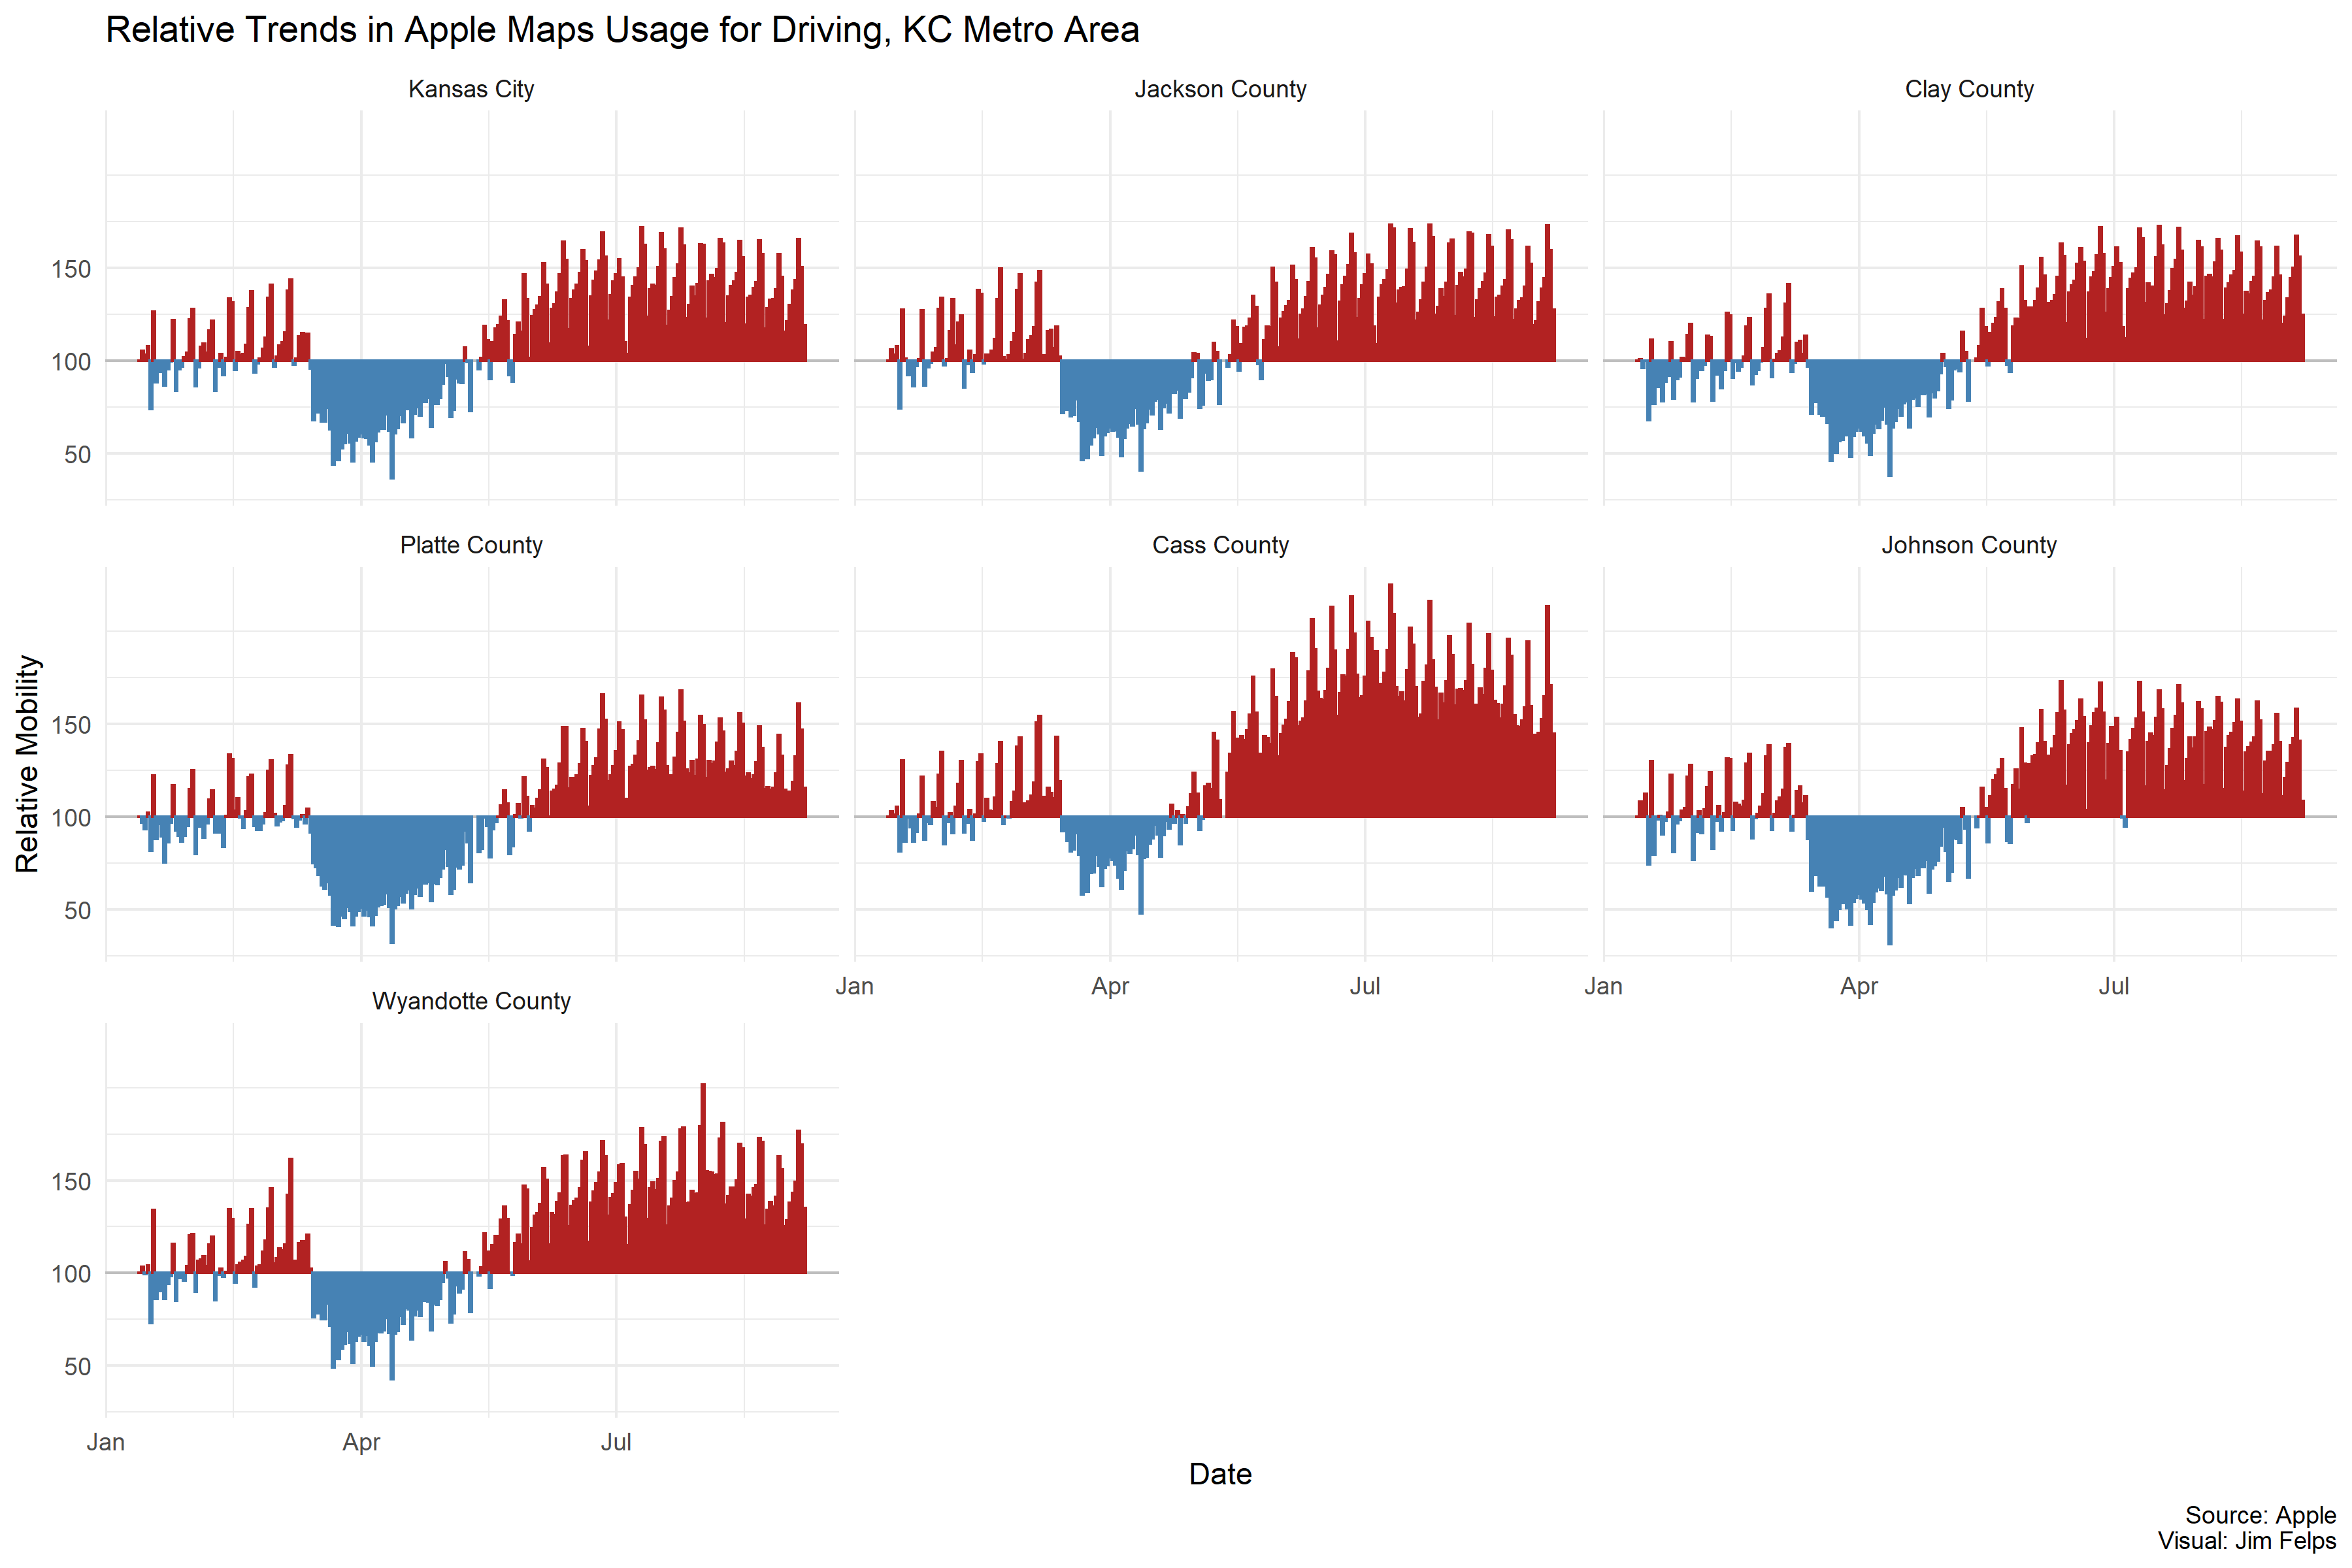 Relative Trends in Apple Maps Usage for Driving, KC Metro Area
Kansas City
Jackson County
Clay County
150
100
50
Platte County
Cass County
Johnson County
Relative Mobility
150
100
50
Jan
Apr
Jul
Jan
Apr
Jul
Wyandotte County
150
100
50
Jan
Apr
Jul
Date
Source: Apple
Visual: Jim Felps